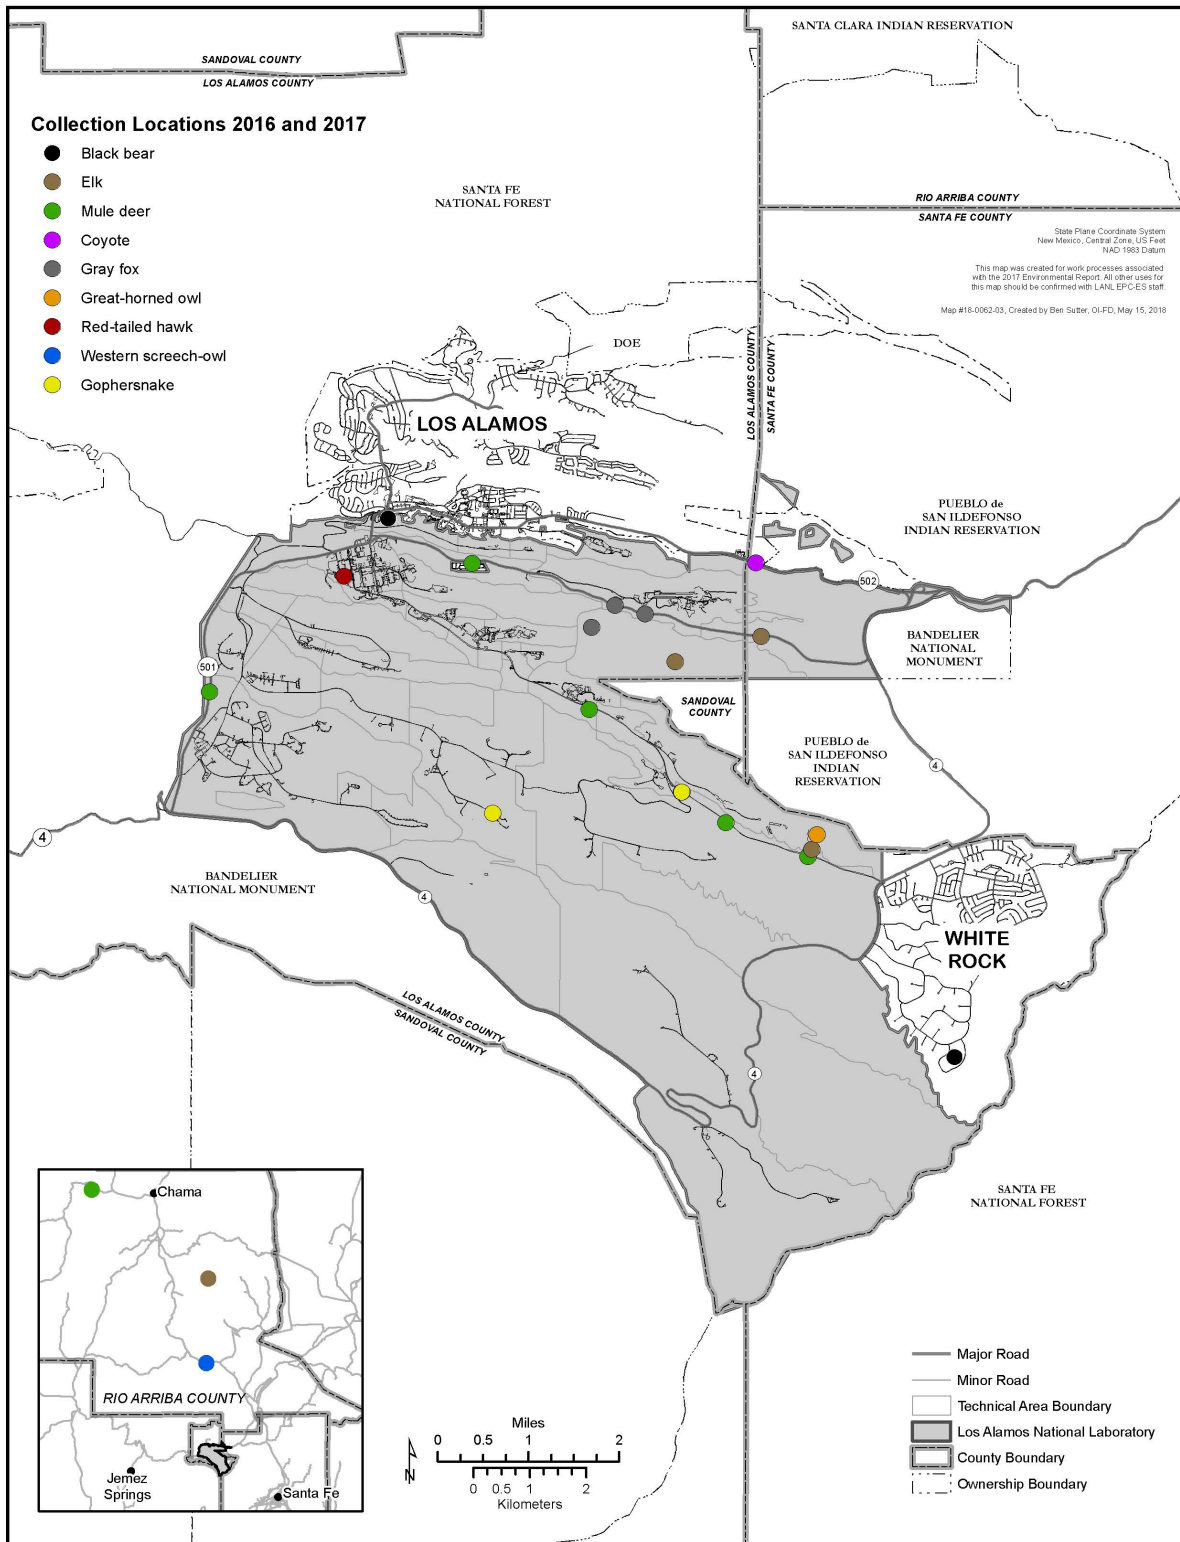 SANTA CLARA INDIAN RESERVATION
SANDOVAL COUNTY
LOS ALAMOS COUNTY
Collection Locations 2016 and 2017
Black bear
Elk
Mule deer
Coyote
Gray fox
Great-horned owl
Red-tailed hawk
Western screech-owl
Gophersnake
SANTA FE
NATIONAL FOREST
RIO ARRIBA COUNTY
SANTA FE COUNTY
State Plane Coordinate System
New Mexico, Central Zone, US Feet
NAD 1983 Datum
This map was created for work processes associated
with the 2017 Environmental Report. All other uses for
this map should be confirmed with LANL EPC-ES staff.
Map #18-0062-03, Created by Ben Sutter, OI-FD, May 15, 2018
DOE
LOS ALAMOS COUNTY
SANTA FE COUNTY
LOS ALAMOS
PUEBLO de
SAN ILDEFONSO
INDIAN RESERVATION
502
BANDELIER
NATIONAL
MONUMENT
501
SANDOVAL
COUNTY
PUEBLO de
SAN ILDEFONSO
INDIAN
RESERVATION
4
4
BANDELIER
NATIONAL MONUMENT
4
WHITE
ROCK
LOS ALAMOS COUNTY
SANDOVAL COUNTY
4
SANTA FE
NATIONAL FOREST
Chama
RIO ARRIBA COUNTY
Jemez
Springs
Santa Fe
N
Miles
0 0.5 1 2
0 0.5 1 2
Kilometers
Major Road
Minor Road
Technical Area Boundary
Los Alamos National Laboratory
County Boundary
Ownership Boundary